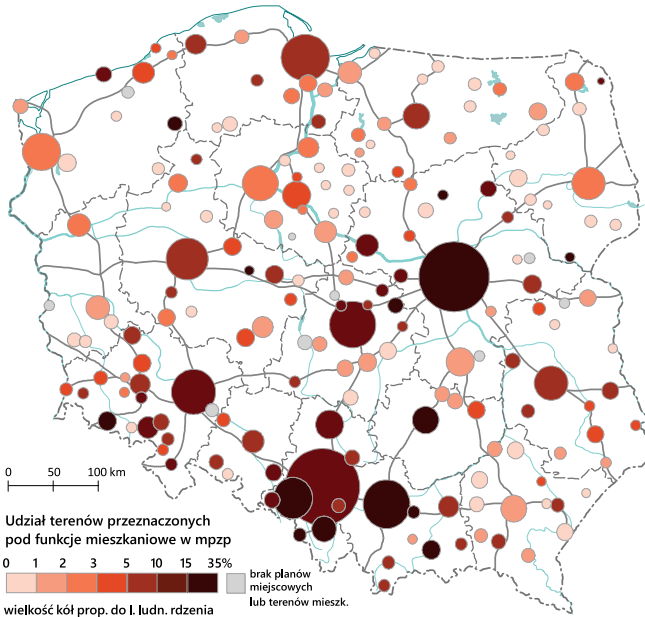 0 50 100 km
Udział terenów przeznaczonych
pod funkcje mieszkaniowe w mpzp
0 1 2 3 5 10 15 35%
brak planów
miejscowych
lub terenów mieszk.
wielkość kół prop. do l. ludn. rdzenia